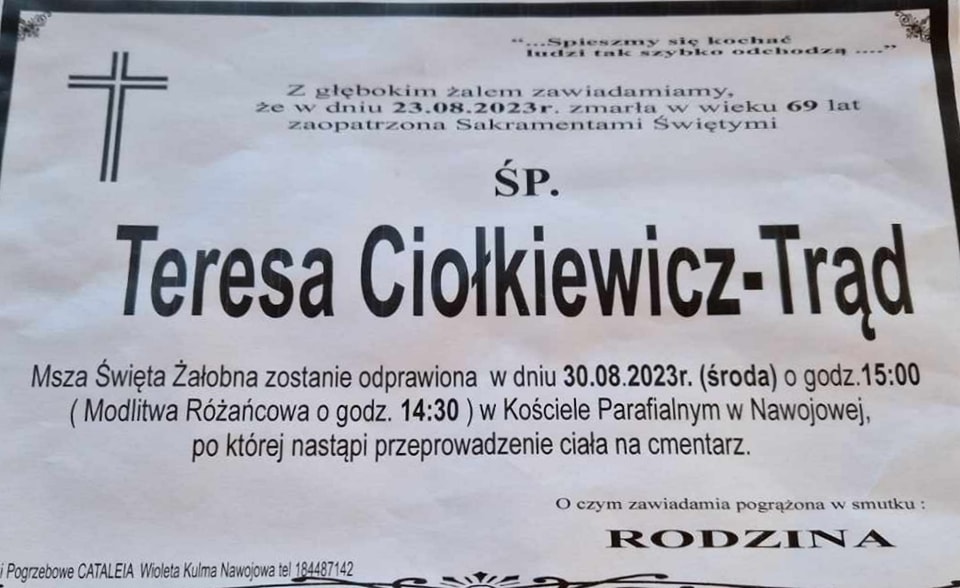 “...Spieszmy się kochać
ludzi tak szybko odchodzą ....”
Z głębokim żalem zawiadamiamy,
że w dniu 23.08.2023r. zmarła w wieku 69 lat
zaopatrzona Sakramentami Świętymi
ŚP.
Teresa Ciołkiewicz-Trąd
Msza Święta Żałobna zostanie odprawiona w dniu 30.08.2023r. (środa) o godz.15:00
( Modlitwa Różańcowa o godz. 14:30 ) w Kościele Parafialnym w Nawojowej,
po której nastąpi przeprowadzenie ciała na cmentarz.
O czym zawiadamia pogrążona w smutku :
RODZINA
i Pogrzebowe CATALEIA Wioleta Kulma Nawojowa tel 184487142